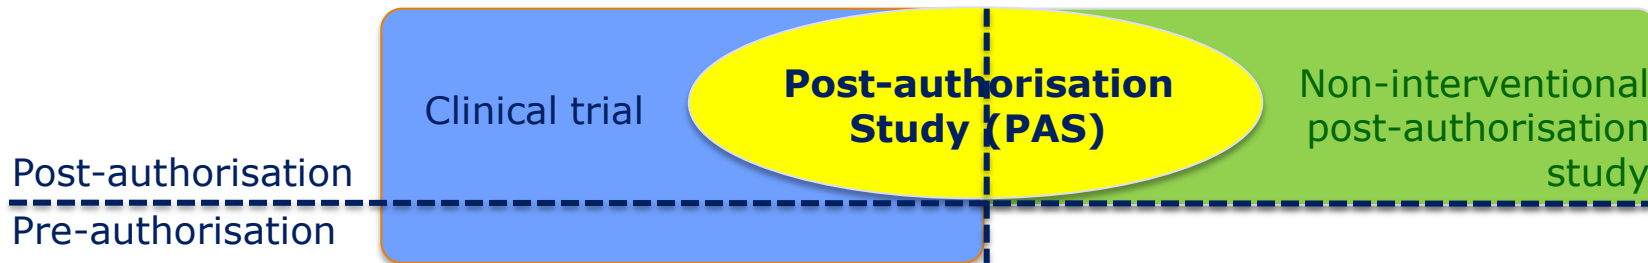 Clinical trial
Post-authorisation
Study (PAS)
Non-interventional
post-authorisation
study
Post-authorisation
Pre-authorisation